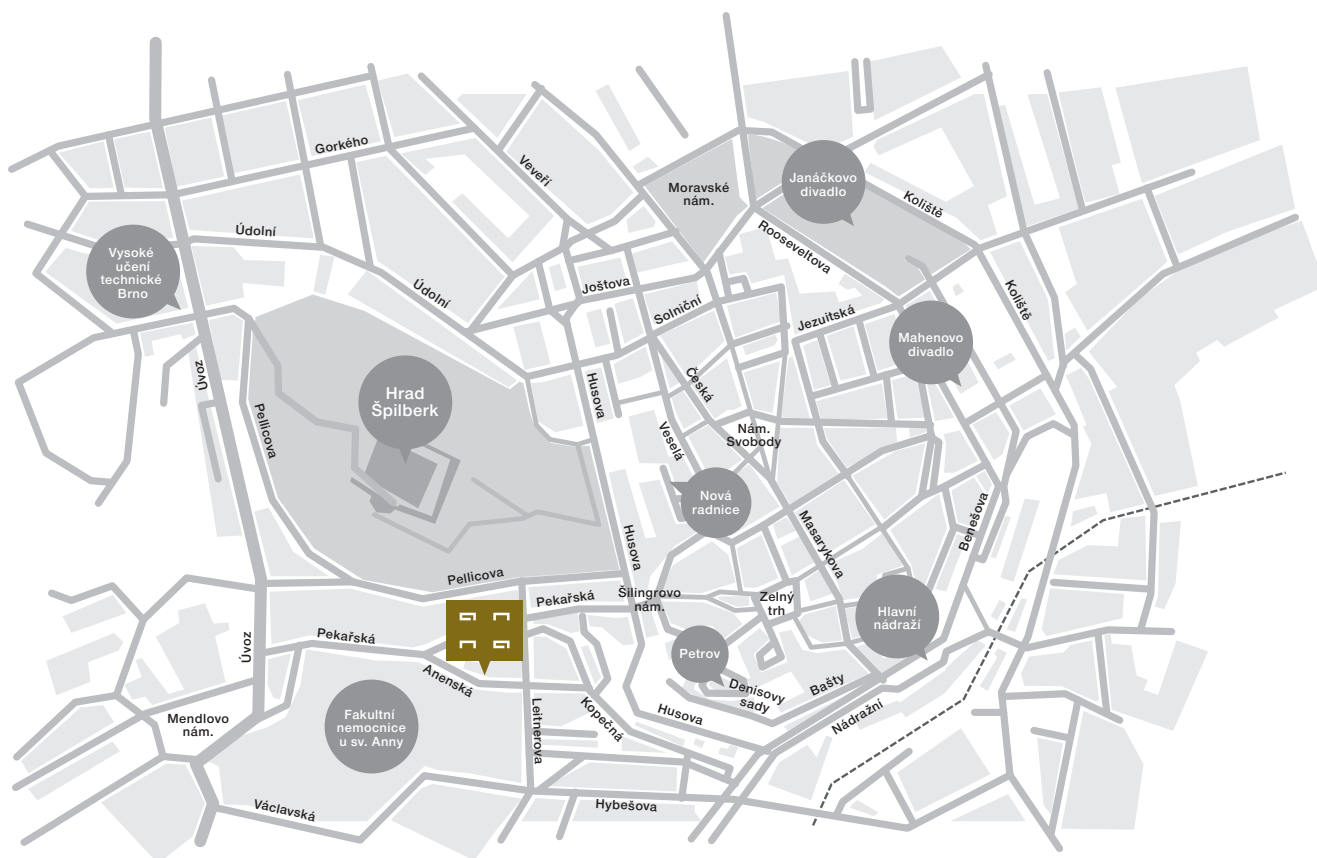 Gorkého
Veveří
Moravské
nám.
Janáčkovo
divadlo
Koliště
Údolní
Rooseveltova
Vysoké
učení
technické
Brno
Údolní
Joštova
Solniční
Jezuitská
Koliště
Mahenovo
divadlo
Úvoz
Hrad
Špilberk
Husova
Česká
Pellicova
Veselá
Nám.
Svobody
Nová
radnice
Masarykova
Benešova
Husova
Pellicova
Pekařská
Šilingrovo
nám.
Zelný
trh
Hlavní
nádraží
Pekařská
Úvoz
Petrov
Anenská
Denisovy
sady
Bašty
Leitnerova
Kopečná
Husova
Nádražní
Mendlovo
nám.
Fakultní
nemocnice
u sv. Anny
Václavská
Hybešova